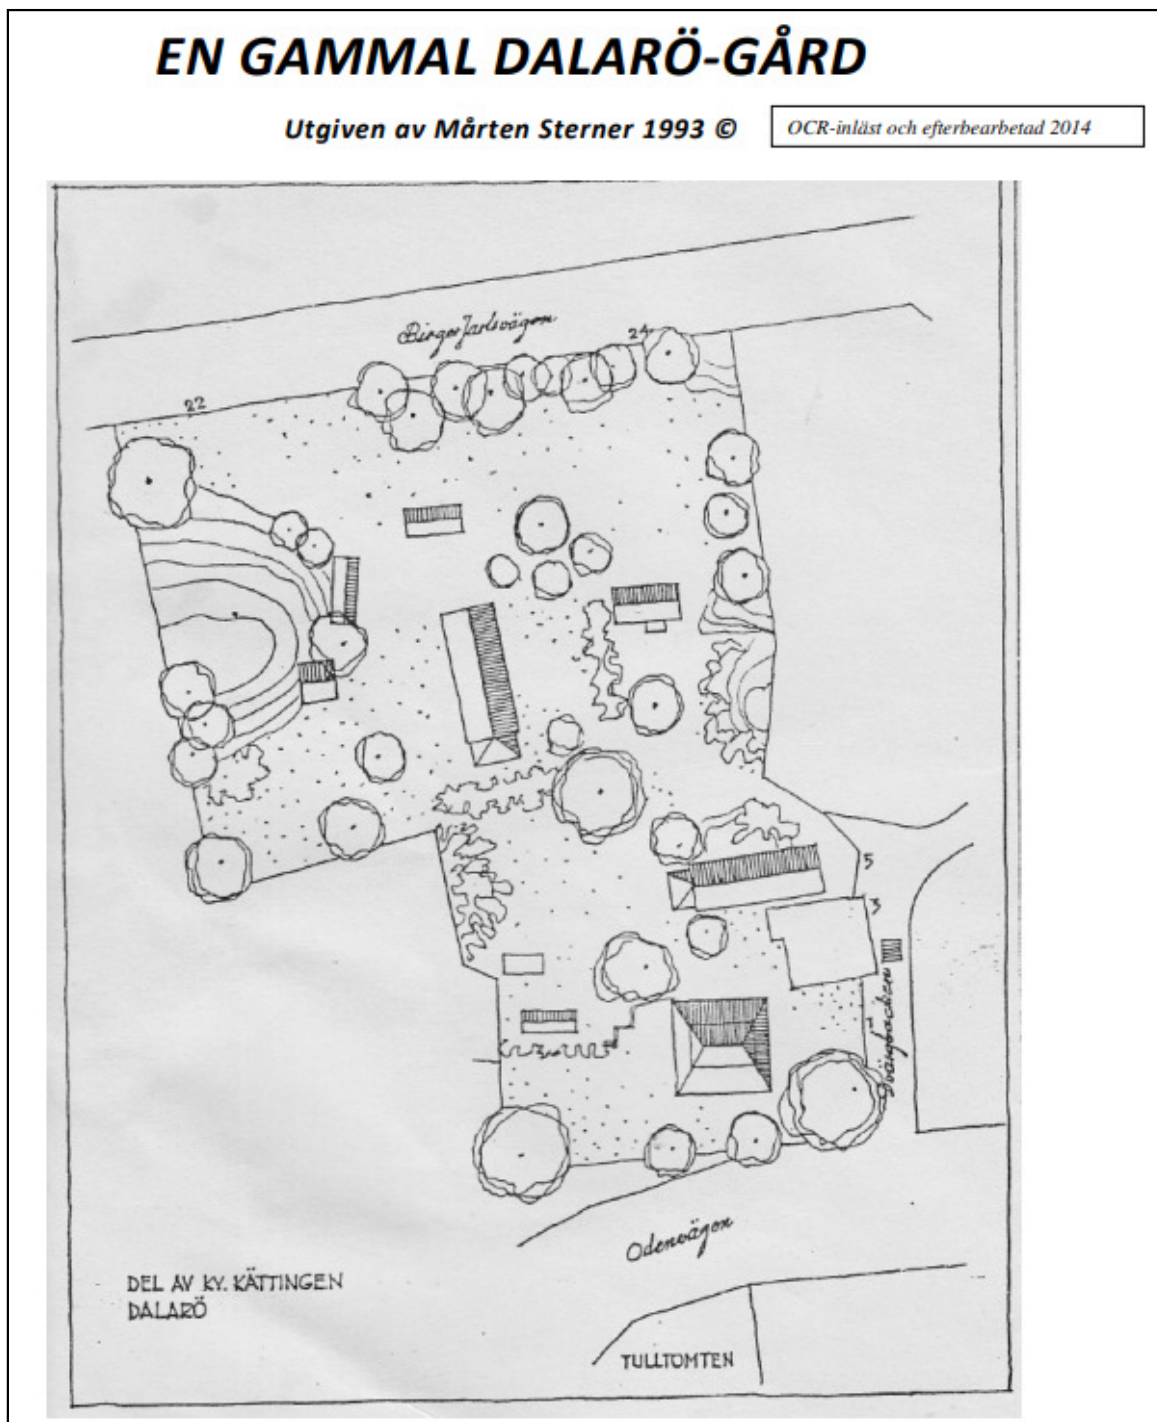 EN GAMMAL DALARÖ-GÅRD
Utgiven av Mårten Sterner 1993 ©
OCR-inläst och efterbearbetad 2014
Birger Jarlsvägen
24
22
5
3
Odenvägen
DEL AV KV. KÄTTINGEN
DALARÖ
TULLTOMTEN